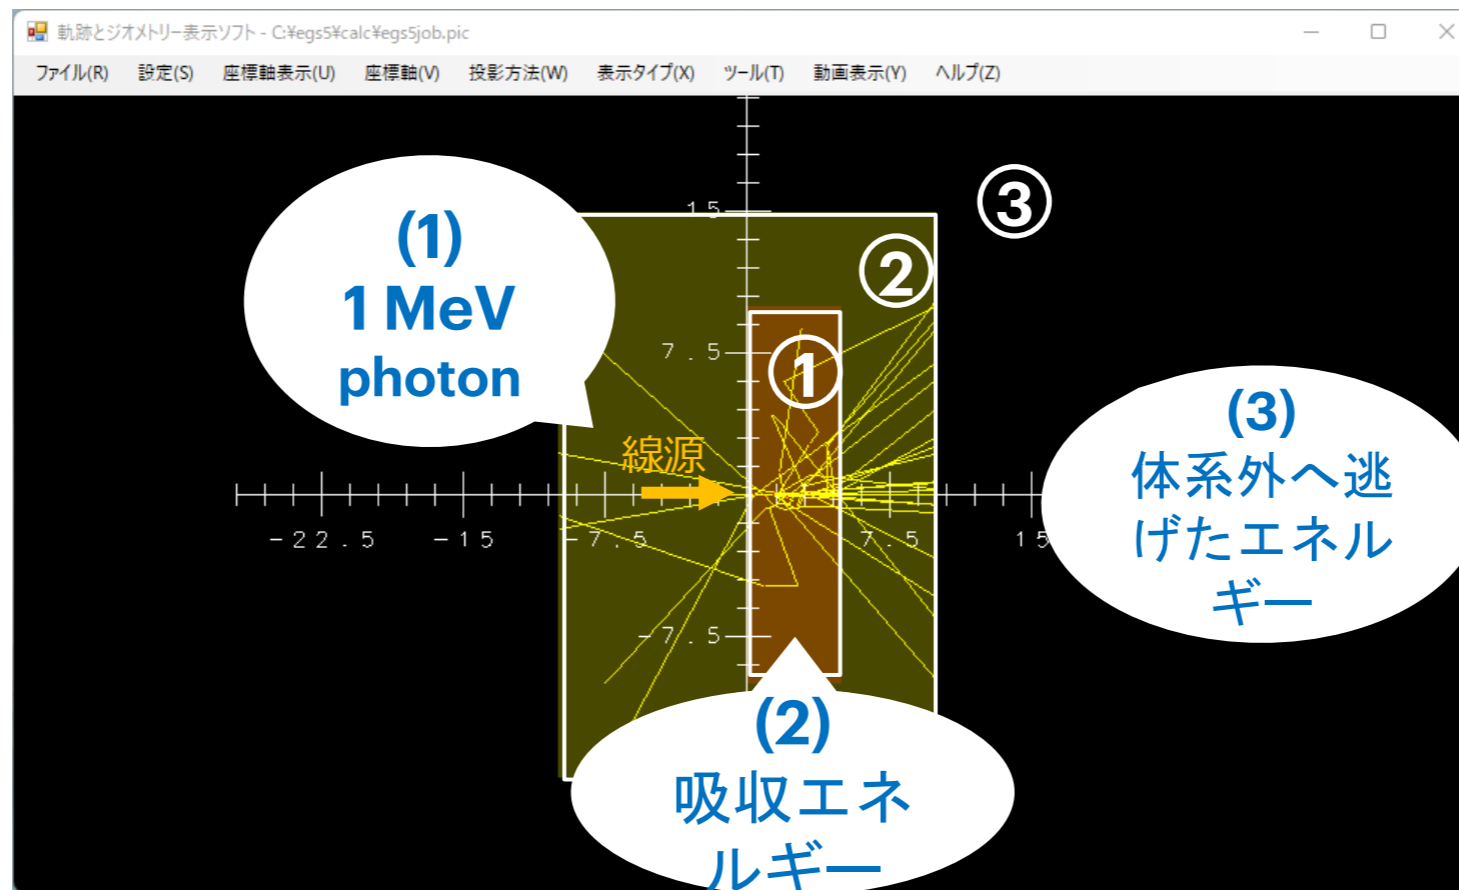 軌跡とジオメトリー表示ソフト - C:¥egs5¥calc¥egs5job.pic
ファイル(R) 設定(S) 座標軸表示(U) 座標軸(V) 投影方法(W) 表示タイプ(X) ツール(T) 動画表示(Y) ヘルプ(Z)
(1)
1 MeV
photon
15
③
②
7.5
①
線源
-22.5 -15 -7.5 7.5 15
(3)
体系外へ逃
げたエネル
ギー
-7.5
(2)
吸収エネ
ルギー